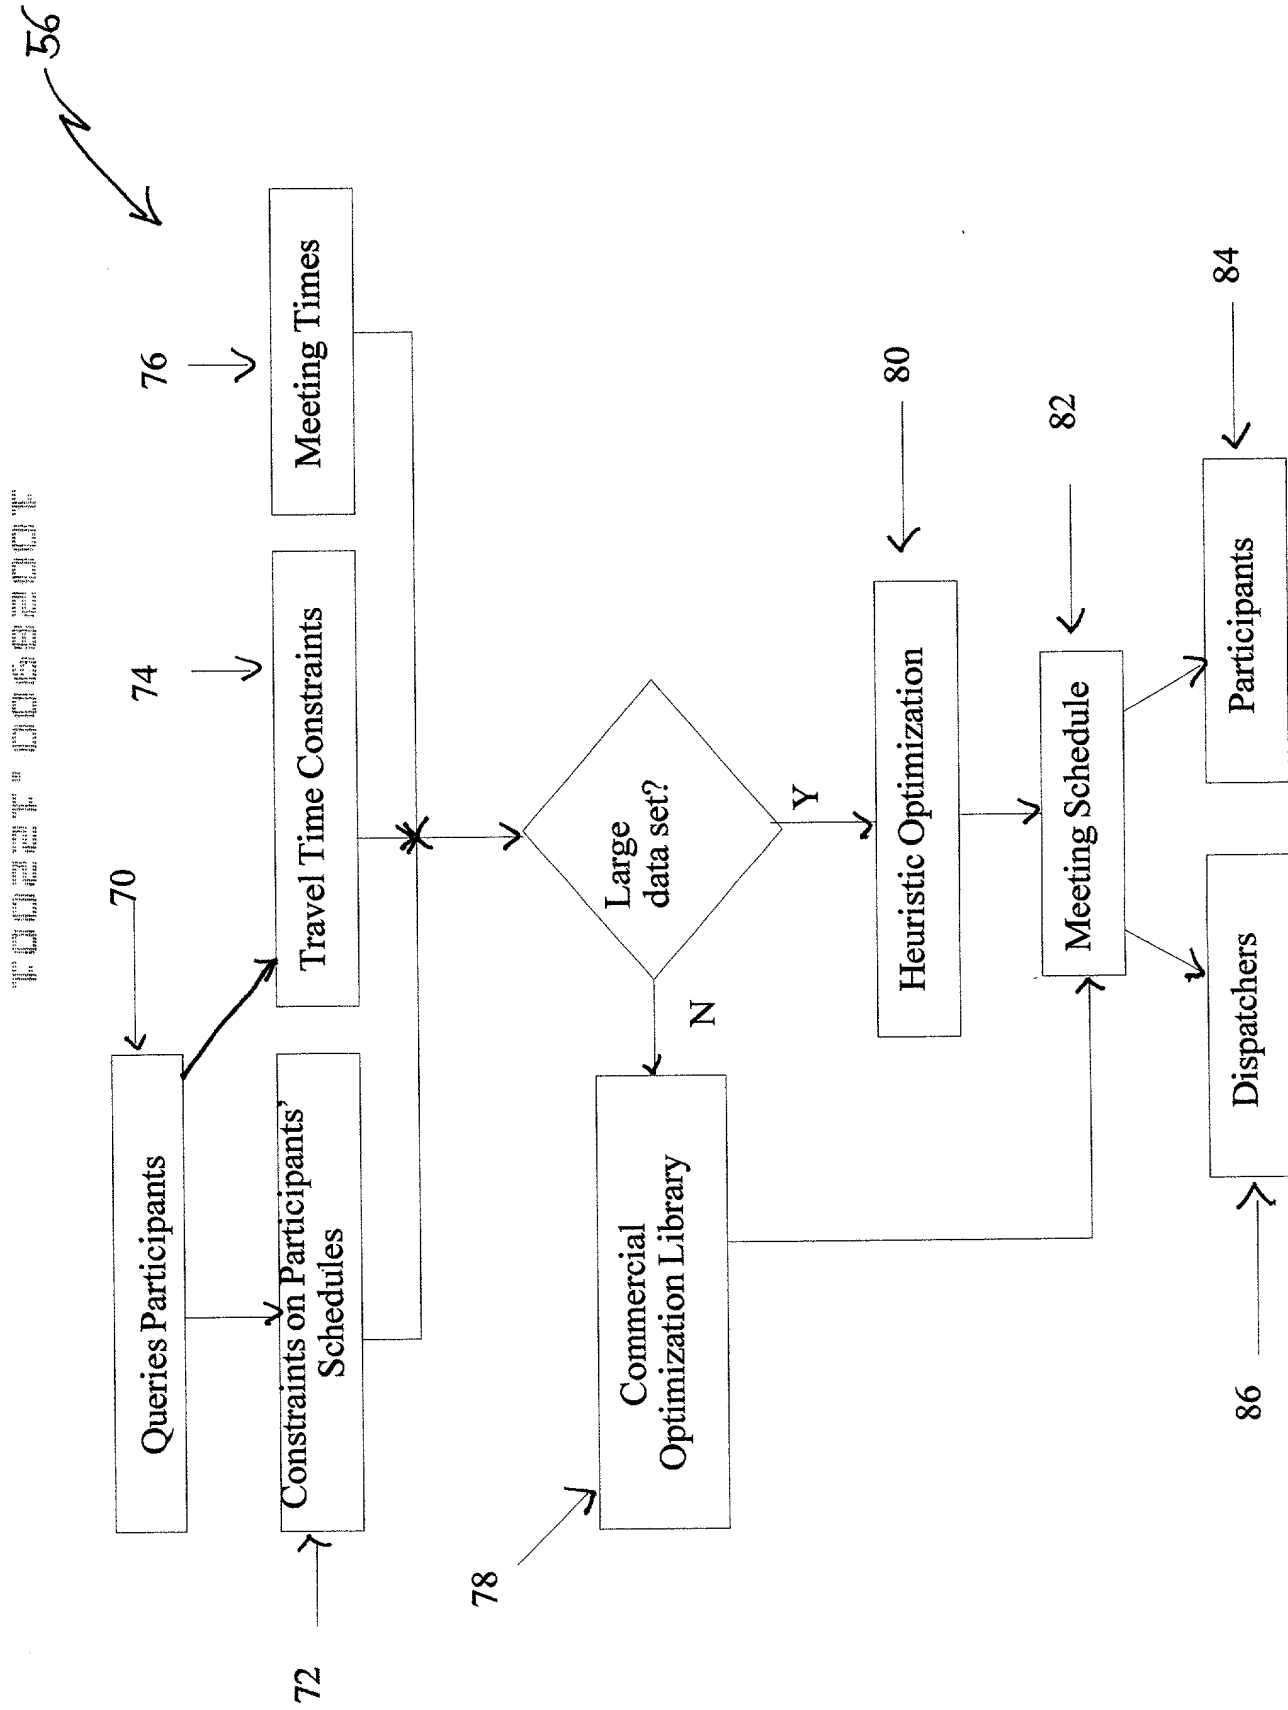 56
70
Queries Participants
72
Constraints on Participants'
Schedules
74
Travel Time Constraints
76
Meeting Times
Large
data set?
N
Y
78
Commercial
Optimization Library
80
Heuristic Optimization
82
Meeting Schedule
86
Dispatchers
84
Participants